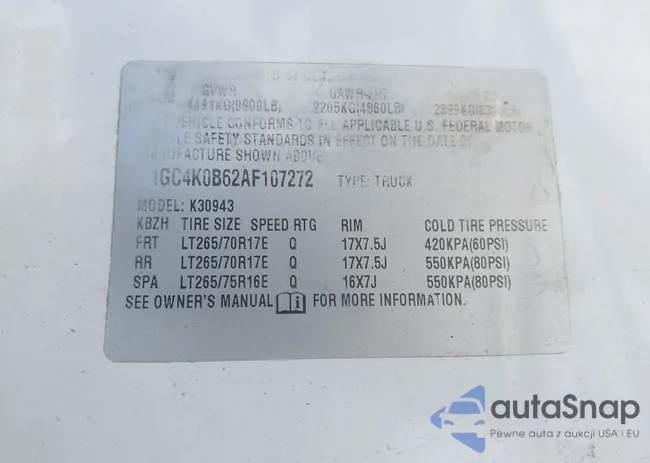 GVWR GAWR FRT
4491KG(9900LB) 2205KG(4860LB)
VEHICLE CONFORMS TO ALL APPLICABLE U.S. FEDERAL MOTOR
SAFETY STANDARDS IN EFFECT ON THE DATE OF
MANUFACTURE SHOWN ABOVE
1GC4K0B62AF107272 TYPE: TRUCK
MODEL: K30943
KBZH TIRE SIZE SPEED RTG RIM COLD TIRE PRESSURE
FRT LT265/70R17E Q 17X7.5J 420KPA(60PSI)
RR LT265/70R17E Q 17X7.5J 550KPA(80PSI)
SPA LT265/75R16E Q 16X7J 550KPA(80PSI)
SEE OWNER'S MANUAL i FOR MORE INFORMATION.
autaSnap
Pewne auta z aukcji USA i EU